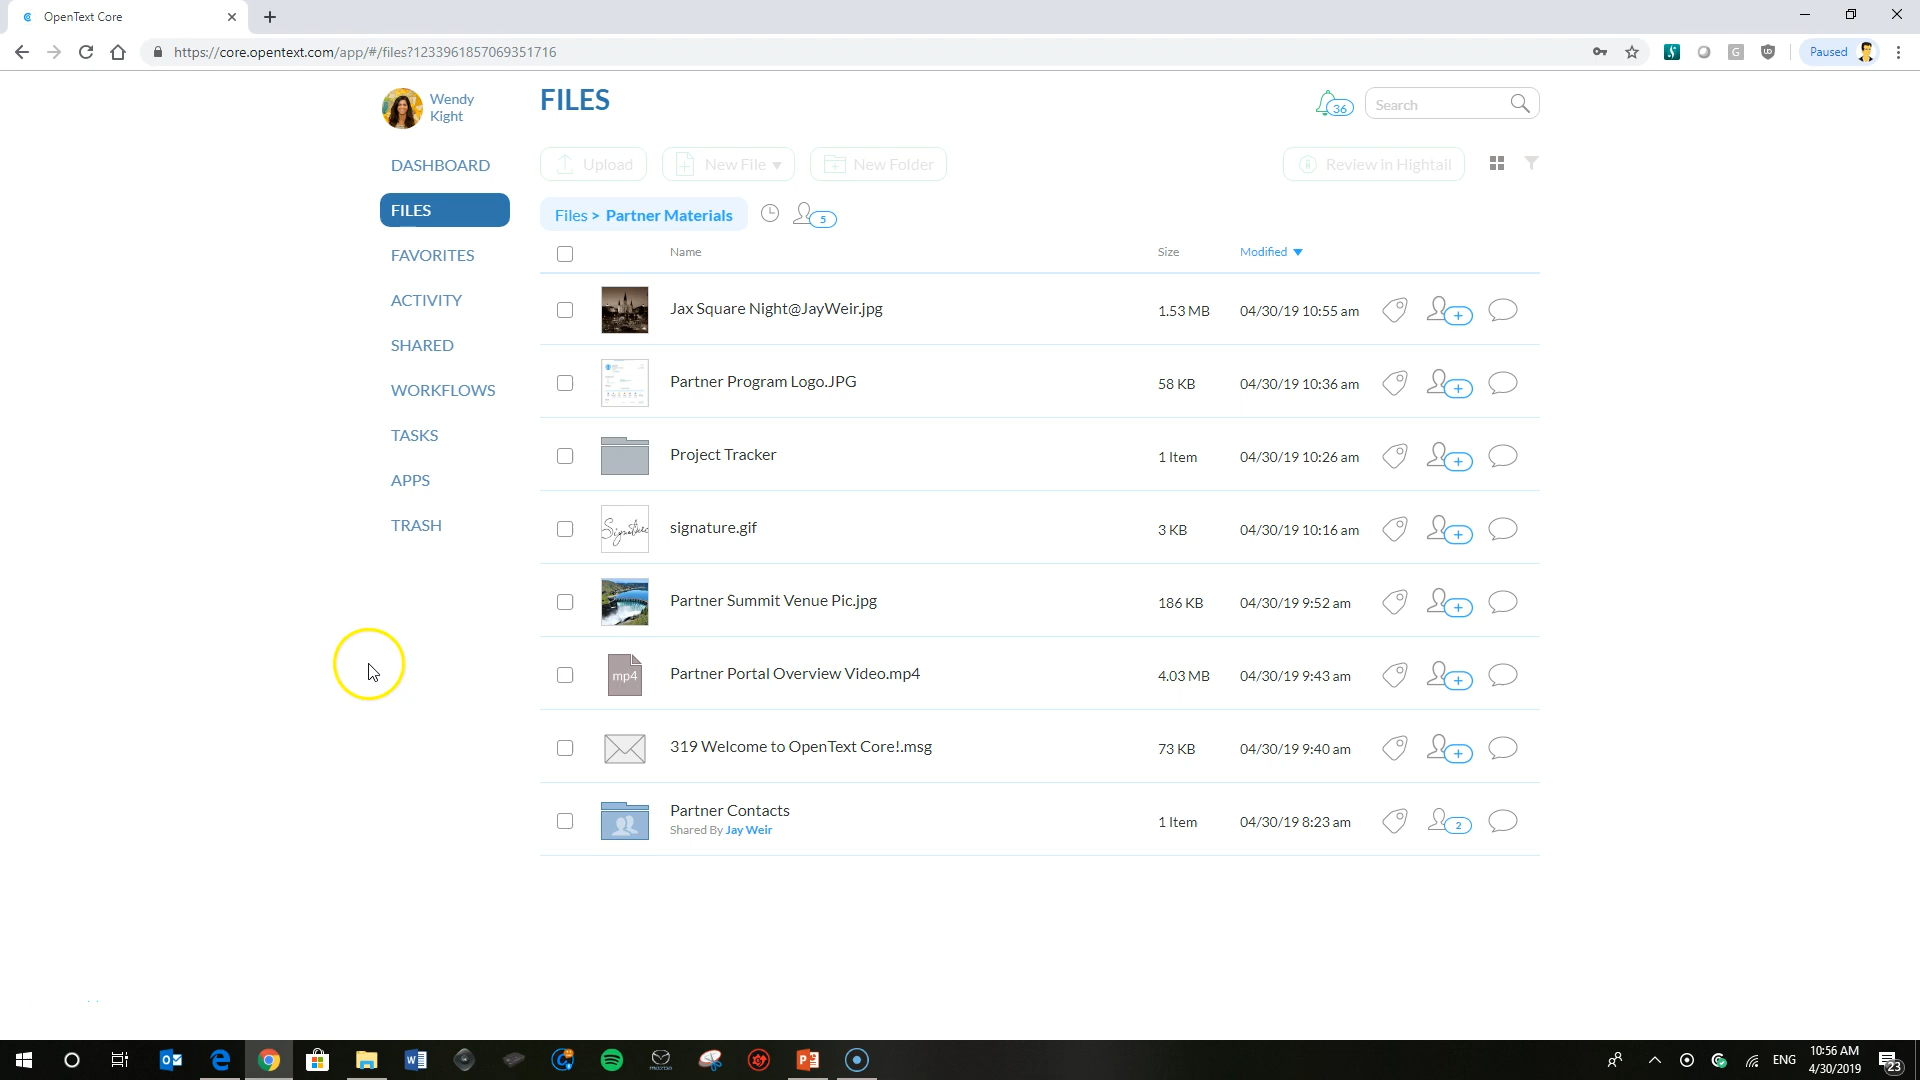 OpenText Core
https://core.opentext.com/app/#/files?1233961857069351716
Paused
Wendy
Kight
FILES
36
Search
DASHBOARD
Upload
New File
New Folder
Review in Hightail
FILES
Files > Partner Materials
5
FAVORITES
Name
Size
Modified
ACTIVITY
Jax Square Night@JayWeir.jpg
1.53 MB
04/30/19 10:55 am
SHARED
Partner Program Logo.JPG
58 KB
04/30/19 10:36 am
WORKFLOWS
TASKS
Project Tracker
1 Item
04/30/19 10:26 am
APPS
TRASH
Signature
signature.gif
3 KB
04/30/19 10:16 am
Partner Summit Venue Pic.jpg
186 KB
04/30/19 9:52 am
mp4
Partner Portal Overview Video.mp4
4.03 MB
04/30/19 9:43 am
319 Welcome to OpenText Core!.msg
73 KB
04/30/19 9:40 am
Partner Contacts
Shared By Jay Weir
1 Item
04/30/19 8:23 am
2
ENG
10:56 AM
4/30/2019
23